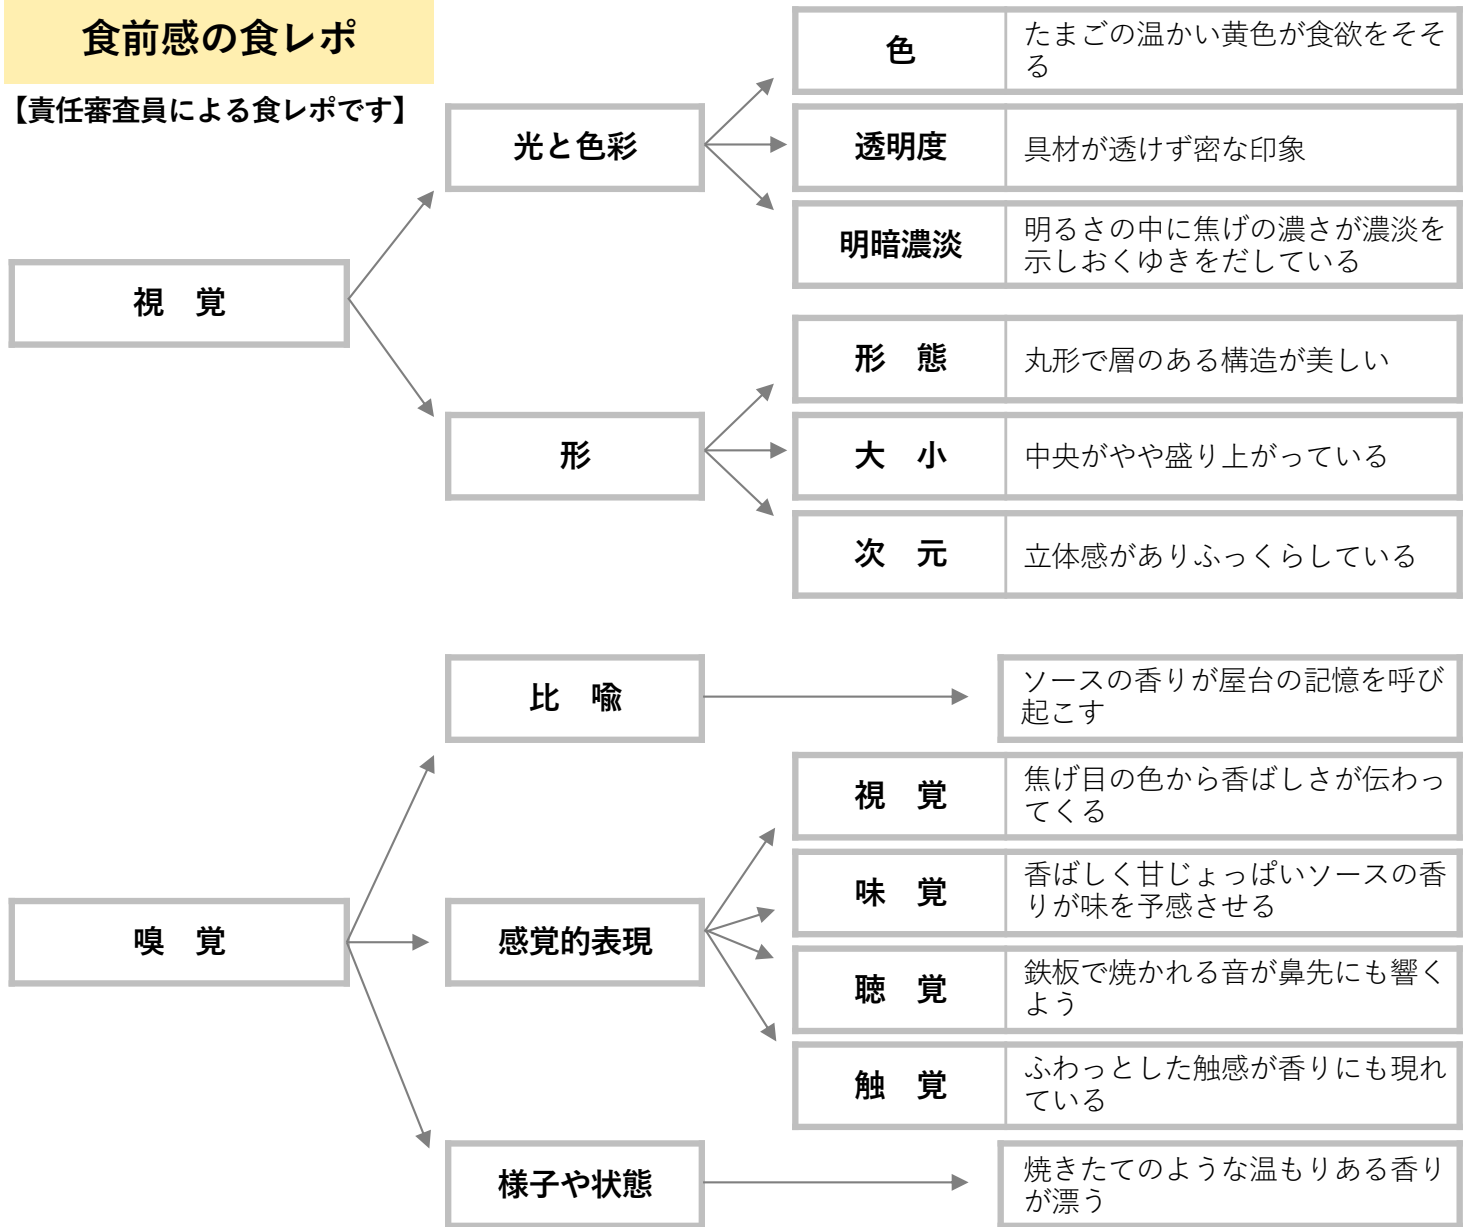 食前感の食レポ
【責任審査員による食レポです】
視　覚
光と色彩
色
たまごの温かい黄色が食欲をそそ
る
透明度
具材が透けず密な印象
明暗濃淡
明るさの中に焦げの濃さが濃淡を
示しおくゆきをだしている
形
形　態
丸形で層のある構造が美しい
大　小
中央がやや盛り上がっている
次　元
立体感がありふっくらしている
嗅　覚
比　喩
ソースの香りが屋台の記憶を呼び
起こす
感覚的表現
視　覚
焦げ目の色から香ばしさが伝わっ
てくる
味　覚
香ばしく甘じょっぱいソースの香
りが味を予感させる
聴　覚
鉄板で焼かれる音が鼻先にも響く
よう
触　覚
ふわっとした触感が香りにも現れ
ている
様子や状態
焼きたてのような温もりある香り
が漂う